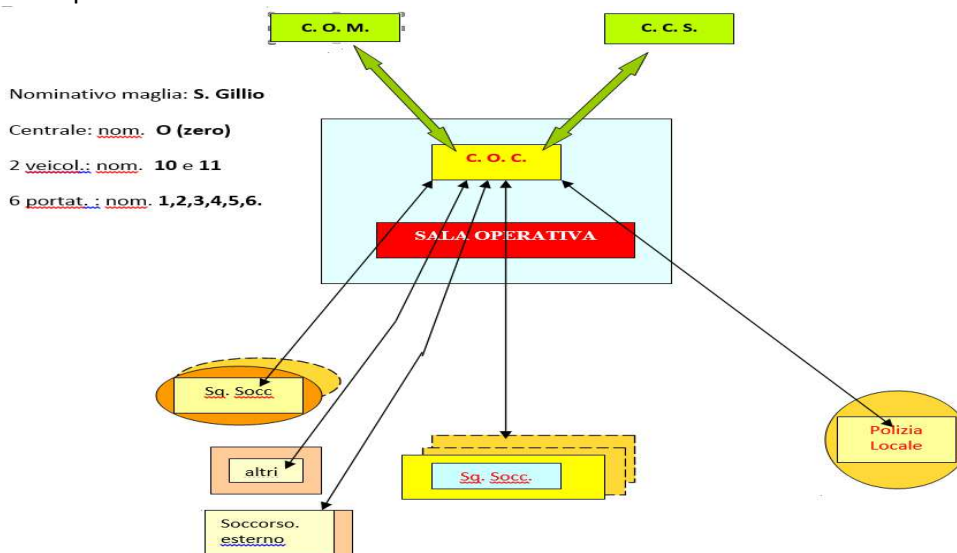 C. O. M.
C. C. S.
Nominativo maglia: S. Gillio
Centrale: nom. O (zero)
2 veicol.: nom. 10 e 11
6 portat. : nom. 1,2,3,4,5,6.
C. O. C.
SALA OPERATIVA
Sq. Socc
Polizia
Locale
altri
Sq. Socc.
Soccorso.
esterno